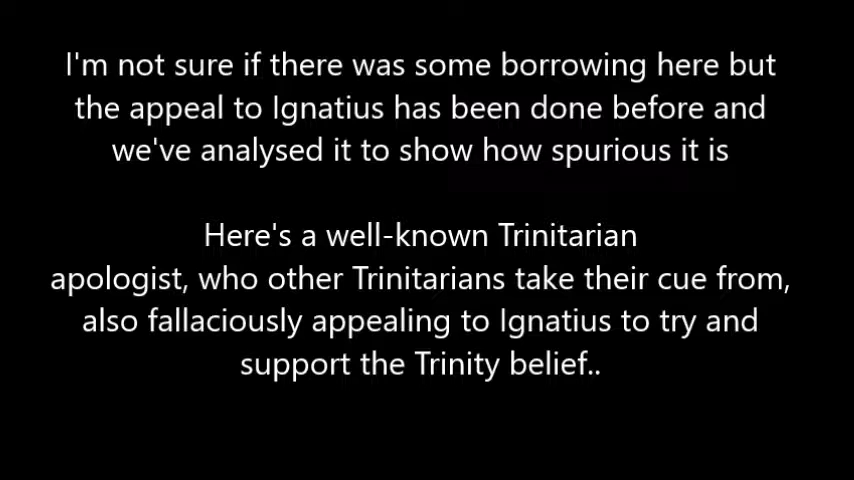 I'm not sure if there was some borrowing here but
the appeal to Ignatius has been done before and
we've analysed it to show how spurious it is
Here's a well-known Trinitarian
apologist, who other Trinitarians take their cue from,
also fallaciously appealing to Ignatius to try and
support the Trinity belief..